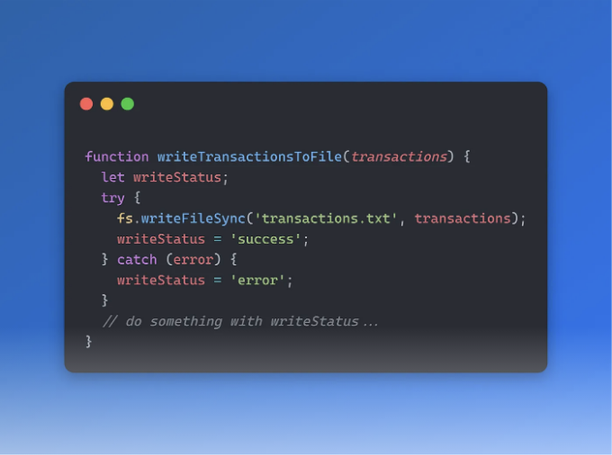 function writeTransactionsToFile(transactions) {
  let writeStatus;
  try {
    fs.writeFileSync('transactions.txt', transactions);
    writeStatus = 'success';
  } catch (error) {
    writeStatus = 'error';
  }
  // do something with writeStatus...
}